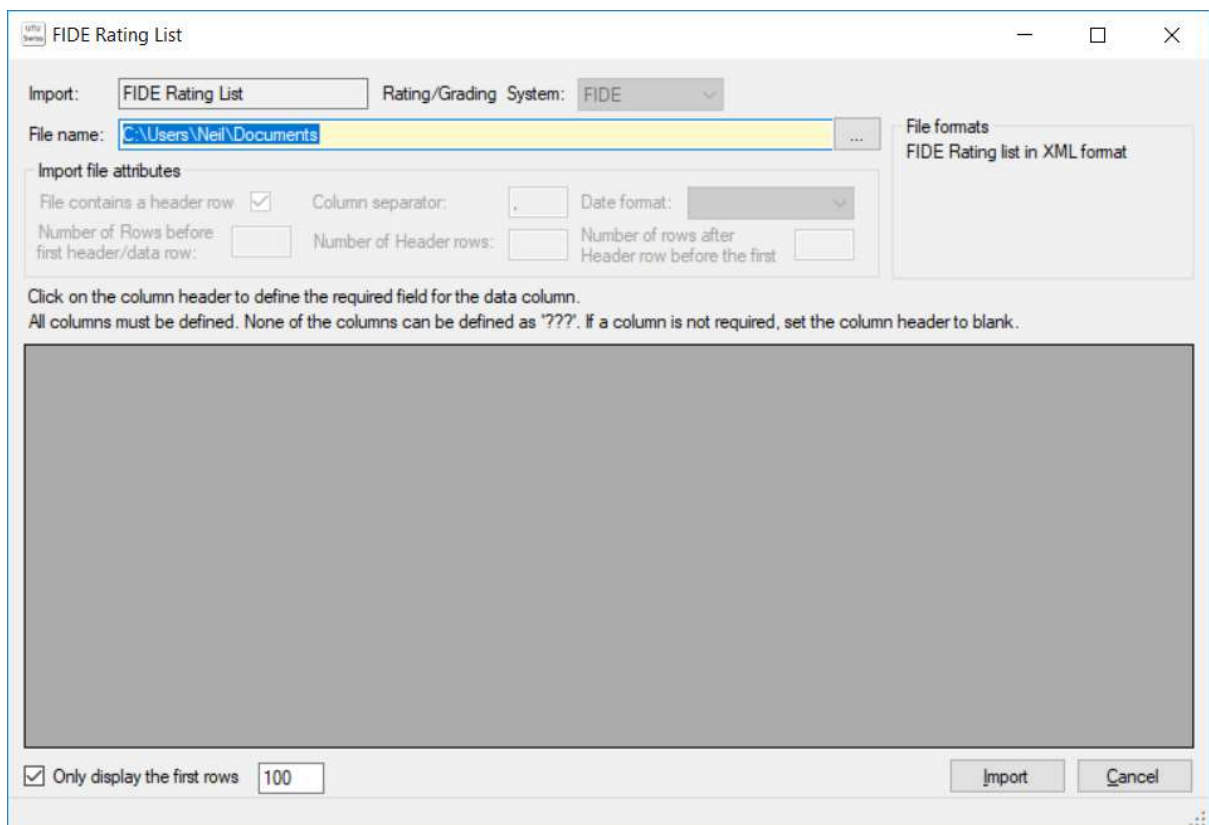 FIDE Rating List
Import: FIDE Rating List Rating/Grading System: FIDE
File name: C:\Users\Neil\Documents ...
File formats
FIDE Rating list in XML format
Import file attributes
File contains a header row Column separator: , Date format:
Number of Rows before
first header/data row:
Number of Header rows:
Number of rows after
Header row before the first
Click on the column header to define the required field for the data column.
All columns must be defined. None of the columns can be defined as '???'. If a column is not required, set the column header to blank.
Only display the first rows 100 Import Cancel